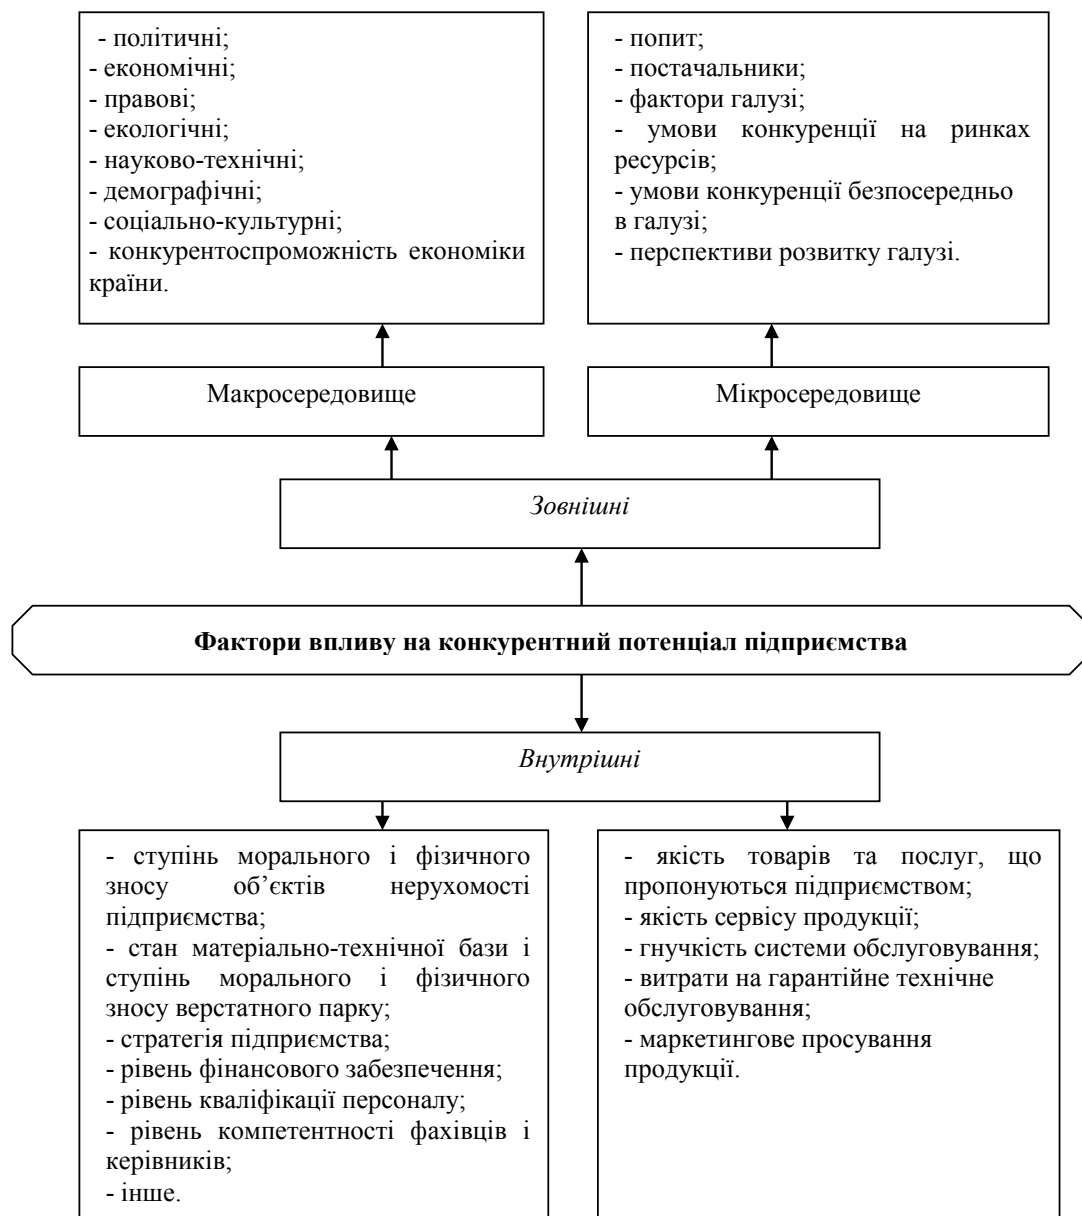 - політичні;
- економічні;
- правові;
- екологічні;
- науково-технічні;
- демографічні;
- соціально-культурні;
- конкурентоспроможність економіки
країни.
- попит;
- постачальники;
- фактори галузі;
- умови конкуренції на ринках
ресурсів;
- умови конкуренції безпосередньо
в галузі;
- перспективи розвитку галузі.
Макросередовище
Мікросередовище
Зовнішні
Фактори впливу на конкурентний потенціал підприємства
Внутрішні
- ступінь морального і фізичного
зносу об’єктів нерухомості
підприємства;
- стан матеріально-технічної бази і
ступінь морального і фізичного
зносу верстатного парку;
- стратегія підприємства;
- рівень фінансового забезпечення;
- рівень кваліфікації персоналу;
- рівень компетентності фахівців і
керівників;
- інше.
- якість товарів та послуг, що
пропонуються підприємством;
- якість сервісу продукції;
- гнучкість системи обслуговування;
- витрати на гарантійне технічне
обслуговування;
- маркетингове просування
продукції.